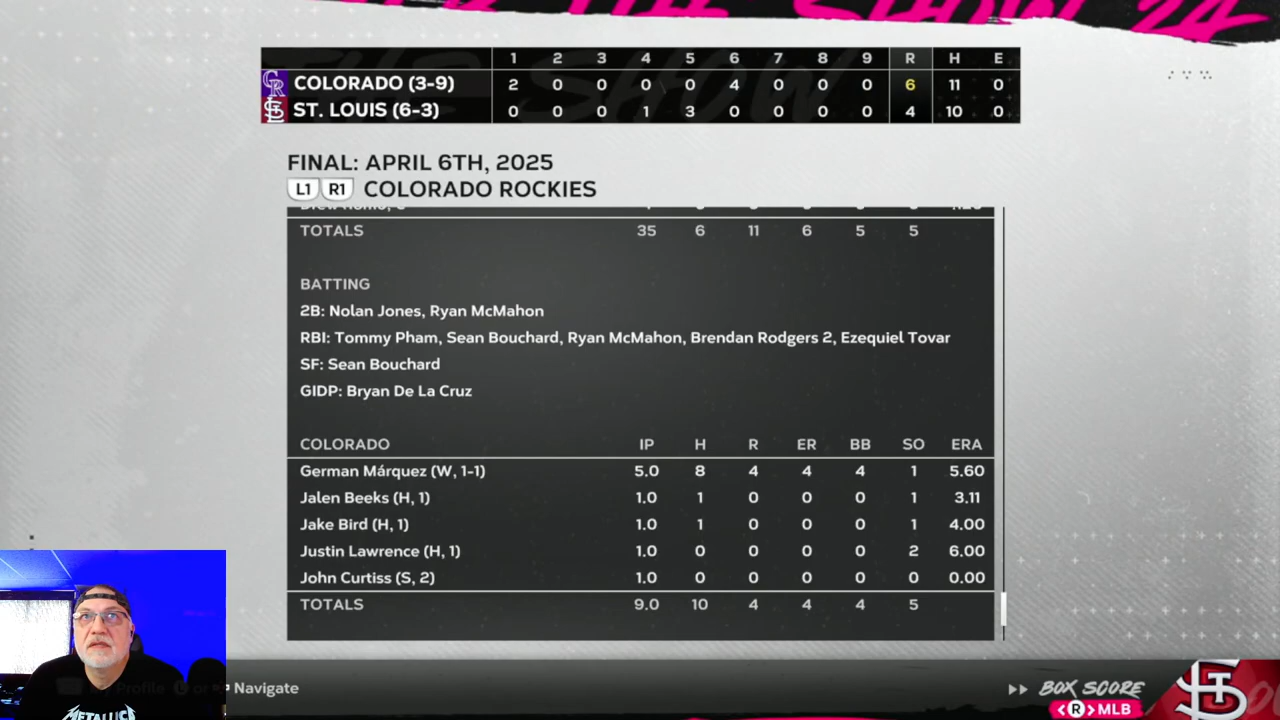 THE SHOW 24
1 2 3 4 5 6 7 8 9 R H E
COLORADO (3-9) 2 0 0 0 0 4 0 0 0 6 11 0
ST. LOUIS (6-3) 0 0 0 1 3 0 0 0 0 4 10 0
FINAL: APRIL 6TH, 2025
L1 R1 COLORADO ROCKIES
TOTALS 35 6 11 6 5 5
BATTING
2B: Nolan Jones, Ryan McMahon
RBI: Tommy Pham, Sean Bouchard, Ryan McMahon, Brendan Rodgers 2, Ezequiel Tovar
SF: Sean Bouchard
GIDP: Bryan De La Cruz
COLORADO IP H R ER BB SO ERA
German Márquez (W, 1-1) 5.0 8 4 4 4 1 5.60
Jalen Beeks (H, 1) 1.0 1 0 0 0 1 3.11
Jake Bird (H, 1) 1.0 1 0 0 0 1 4.00
Justin Lawrence (H, 1) 1.0 0 0 0 0 2 6.00
John Curtiss (S, 2) 1.0 0 0 0 0 0 0.00
TOTALS 9.0 10 4 4 4 5
Profile L or R Navigate
BOX SCORE
<R> MLB
METALLICA